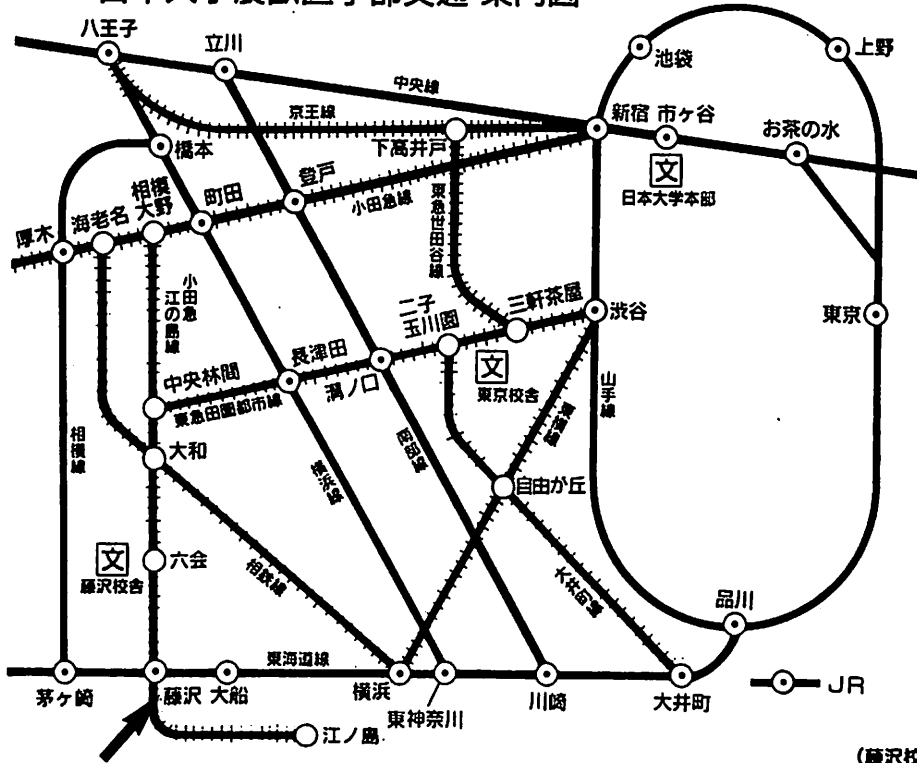 八王子
立川
中央線
池袋
上野
京王線
新宿
市ヶ谷
お茶の水
橋本
下高井戸
文
日本大学本部
相模
大野
町田
登戸
小田急線
東急世田谷線
厚木
海老名
小田急
江の島線
二子
玉川園
三軒茶屋
渋谷
東京
中央林間
長津田
溝ノ口
文
東京校舎
山手線
東急田園都市線
東横線
相模線
大和
横浜線
南部線
自由が丘
文
藤沢校舎
六会
相鉄線
大井町線
品川
東海道線
茅ヶ崎
藤沢
大船
横浜
東神奈川
川崎
大井町
JR
江ノ島
(藤沢校